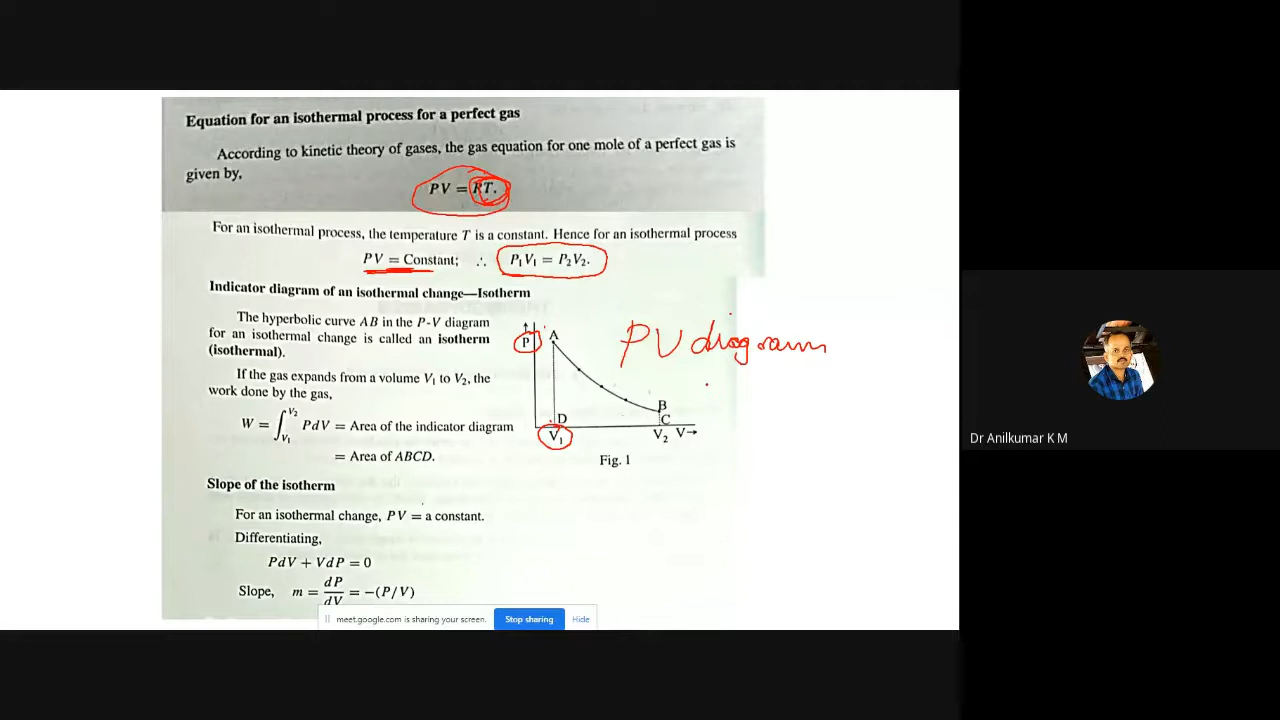 Equation for an isothermal process for a perfect gas
According to kinetic theory of gases, the gas equation for one mole of a perfect gas is
given by,
PV = RT.
For an isothermal process, the temperature T is a constant. Hence for an isothermal process
PV = Constant; ∴ P₁V₁ = P₂V₂.
Indicator diagram of an isothermal change—Isotherm
The hyperbolic curve AB in the P-V diagram
for an isothermal change is called an isotherm
(isothermal).
If the gas expands from a volume V₁ to V₂, the
work done by the gas,
W = ∫_{V₁}^{V₂} PdV = Area of the indicator diagram
= Area of ABCD.
P A
B
D C
V₁ V₂ V→
Fig. 1
PV diagram
Slope of the isotherm
For an isothermal change, PV = a constant.
Differentiating,
PdV + VdP = 0
Slope, m = dP/dV = −(P/V)
meet.google.com is sharing your screen. Stop sharing Hide
Dr Anilkumar K M